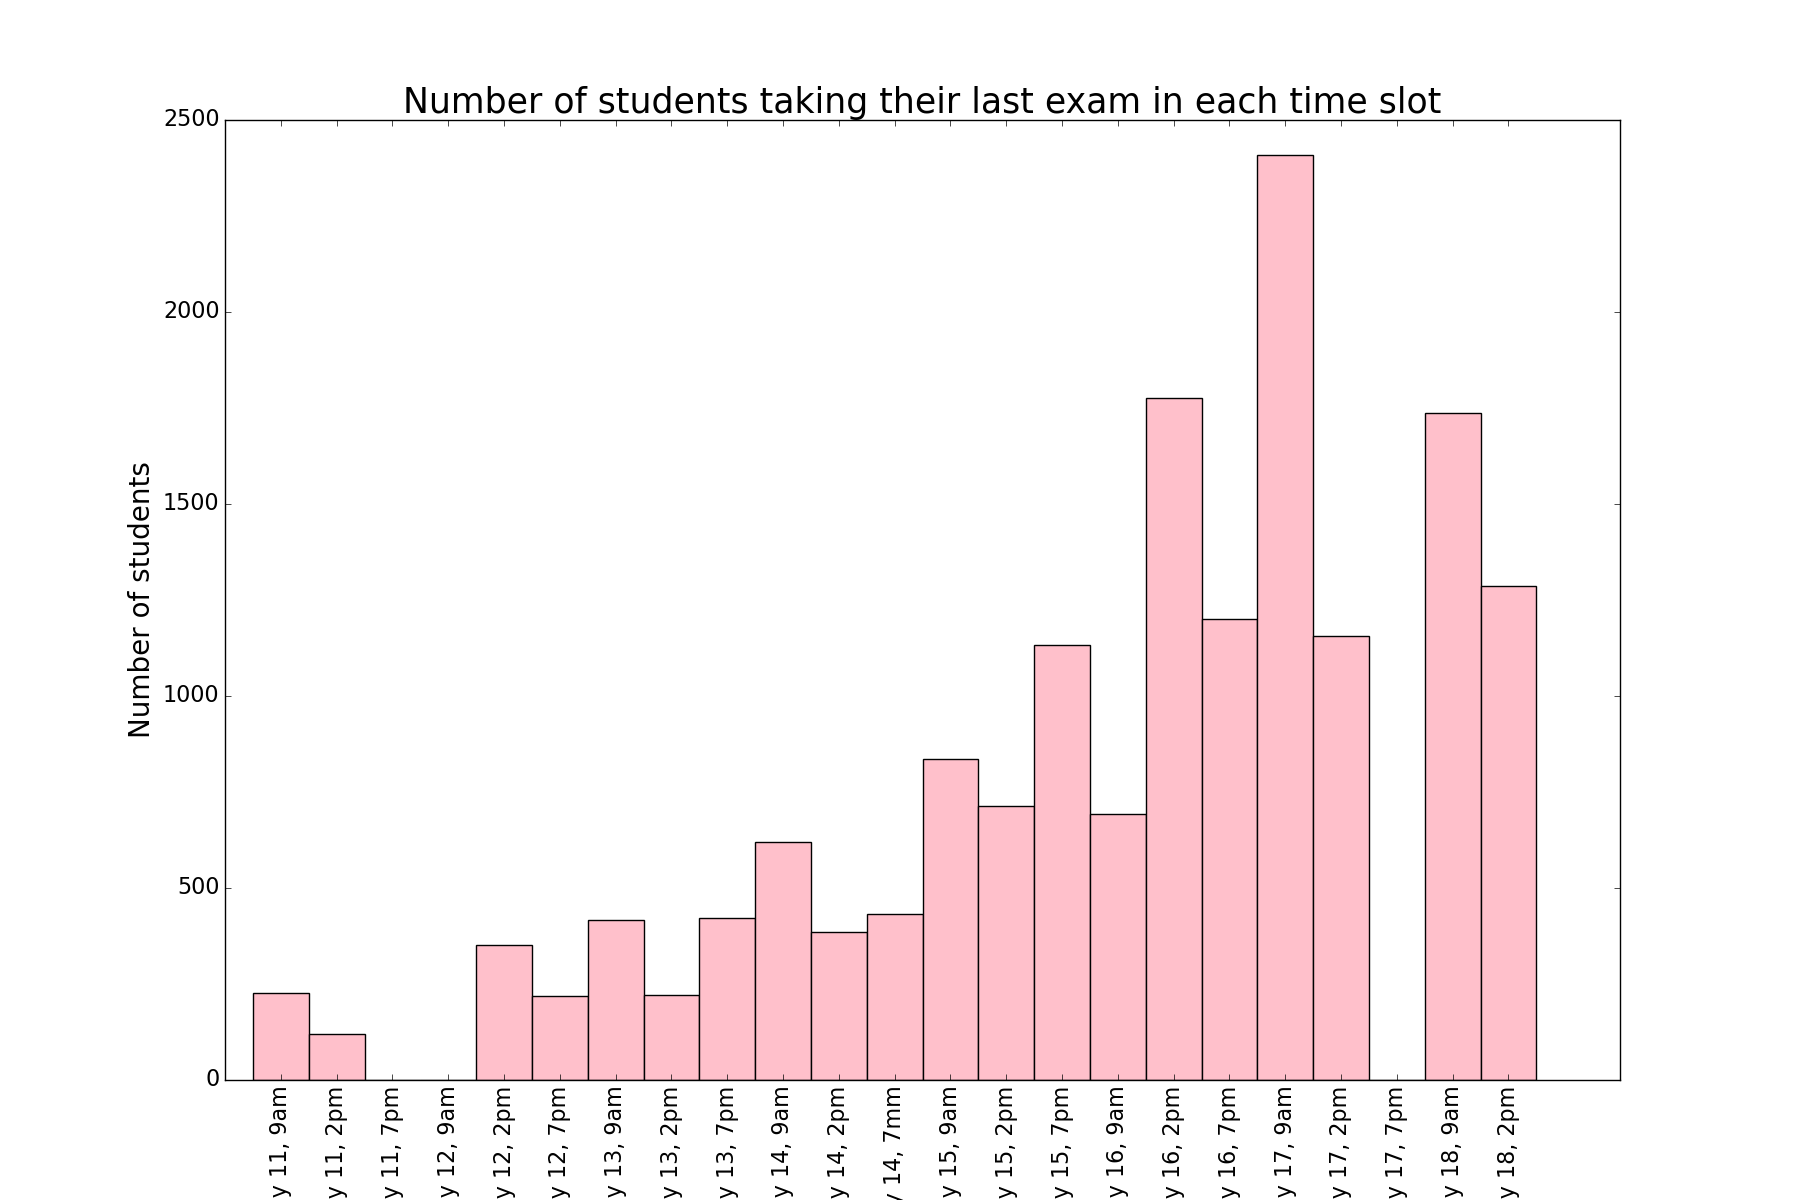 Number of students taking their last exam in each time slot
Number of students
2500
2000
1500
1000
500
0
y 11, 9am
y 11, 2pm
y 11, 7pm
y 12, 9am
y 12, 2pm
y 12, 7pm
y 13, 9am
y 13, 2pm
y 13, 7pm
y 14, 9am
y 14, 2pm
y 14, 7mm
y 15, 9am
y 15, 2pm
y 15, 7pm
y 16, 9am
y 16, 2pm
y 16, 7pm
y 17, 9am
y 17, 2pm
y 17, 7pm
y 18, 9am
y 18, 2pm